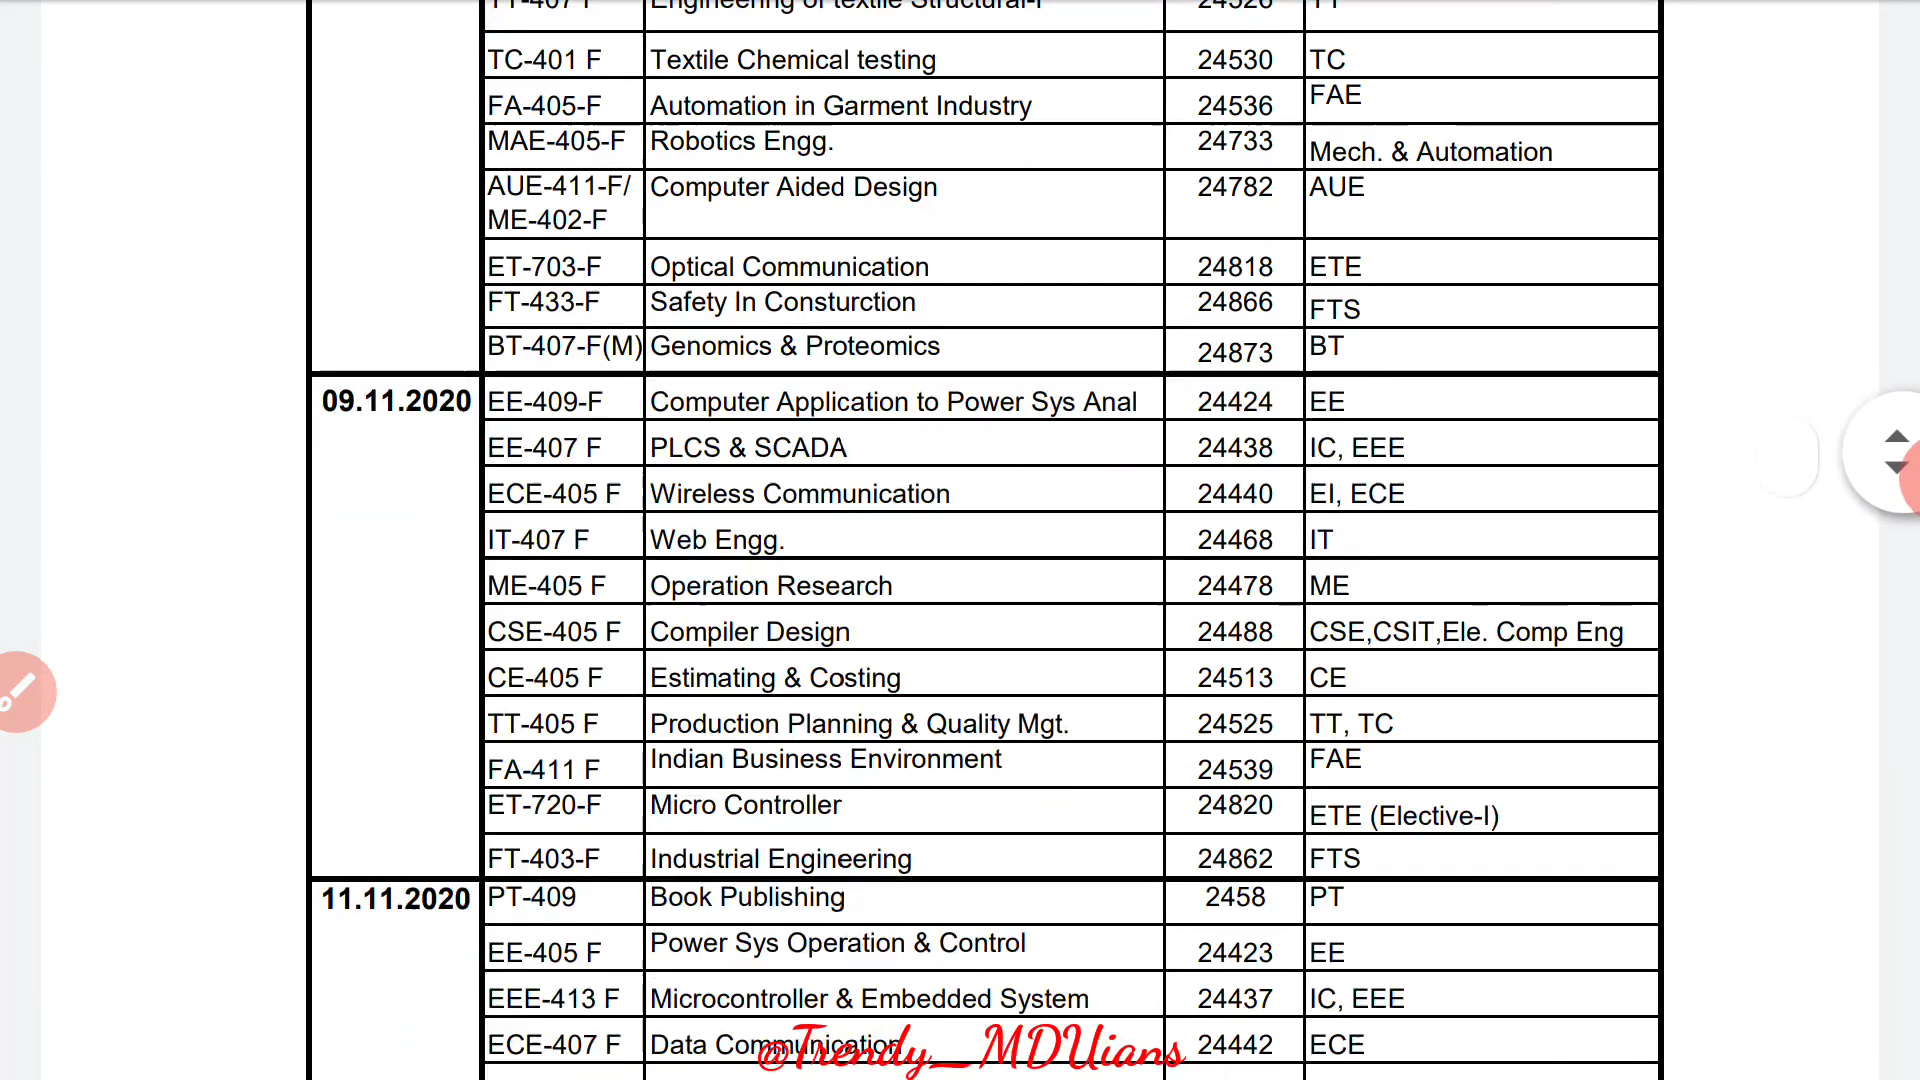 TT-407 F Engineering of textile Structural-I 24526 TT
TC-401 F Textile Chemical testing 24530 TC
FA-405-F Automation in Garment Industry 24536 FAE
MAE-405-F Robotics Engg. 24733 Mech. & Automation
AUE-411-F/ Computer Aided Design 24782 AUE
ME-402-F
ET-703-F Optical Communication 24818 ETE
FT-433-F Safety In Consturction 24866 FTS
BT-407-F(M) Genomics & Proteomics 24873 BT
09.11.2020 EE-409-F Computer Application to Power Sys Anal 24424 EE
EE-407 F PLCS & SCADA 24438 IC, EEE
ECE-405 F Wireless Communication 24440 EI, ECE
IT-407 F Web Engg. 24468 IT
ME-405 F Operation Research 24478 ME
CSE-405 F Compiler Design 24488 CSE,CSIT,Ele. Comp Eng
CE-405 F Estimating & Costing 24513 CE
TT-405 F Production Planning & Quality Mgt. 24525 TT, TC
FA-411 F Indian Business Environment 24539 FAE
ET-720-F Micro Controller 24820 ETE (Elective-I)
FT-403-F Industrial Engineering 24862 FTS
11.11.2020 PT-409 Book Publishing 2458 PT
EE-405 F Power Sys Operation & Control 24423 EE
EEE-413 F Microcontroller & Embedded System 24437 IC, EEE
ECE-407 F Data Communication 24442 ECE
@Trendy_MDUians